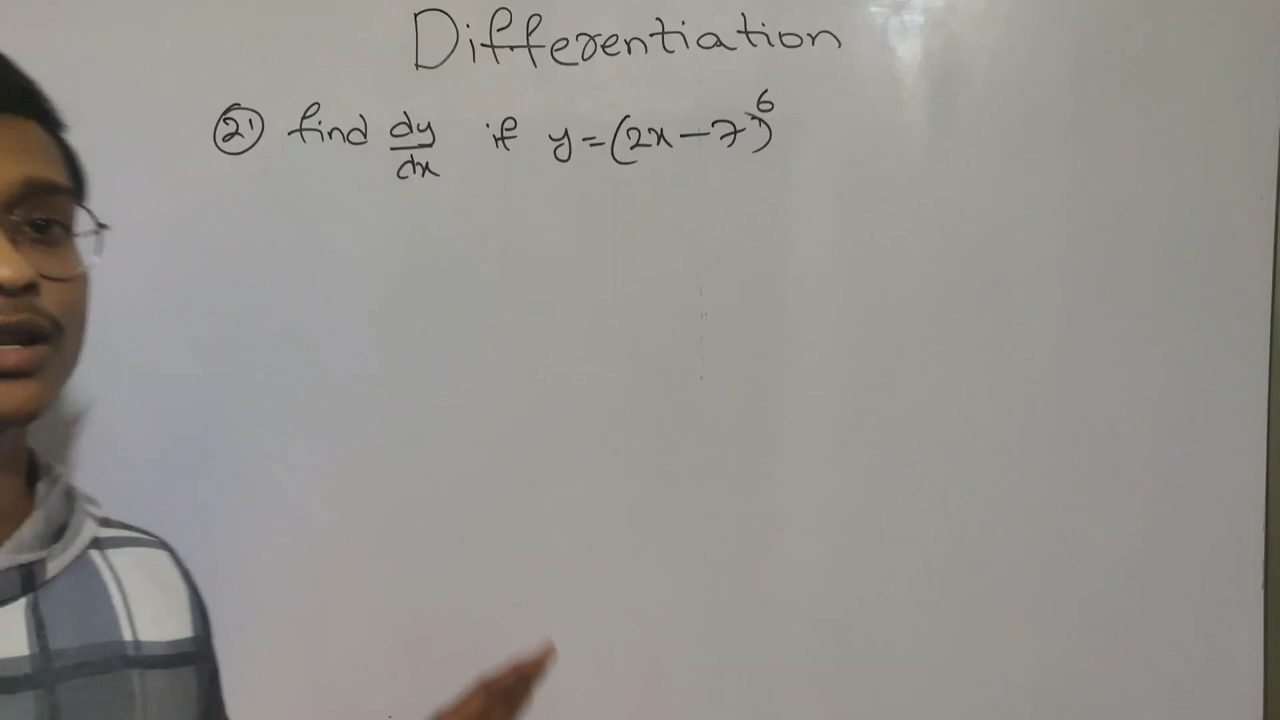 Differentiation
(21) find dy/dx if y=(2x-7)^6